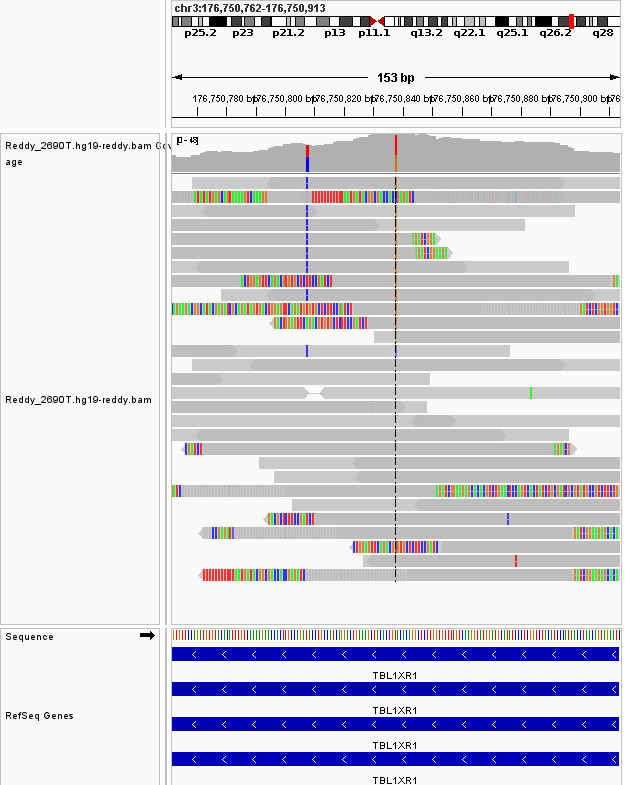 chr3:176,750,762-176,750,913
p25.2 p23 p21.2 p13 p11.1 q13.2 q22.1 q25.1 q26.2 q28
153 bp
176,750,780 bp 176,750,800 bp 176,750,820 bp 176,750,840 bp 176,750,860 bp 176,750,880 bp 176,750,900 bp 176
Reddy_2690T.hg19-reddy.bam Cov
age
Reddy_2690T.hg19-reddy.bam
Sequence
TBL1XR1
TBL1XR1
RefSeq Genes
TBL1XR1
TBL1XR1